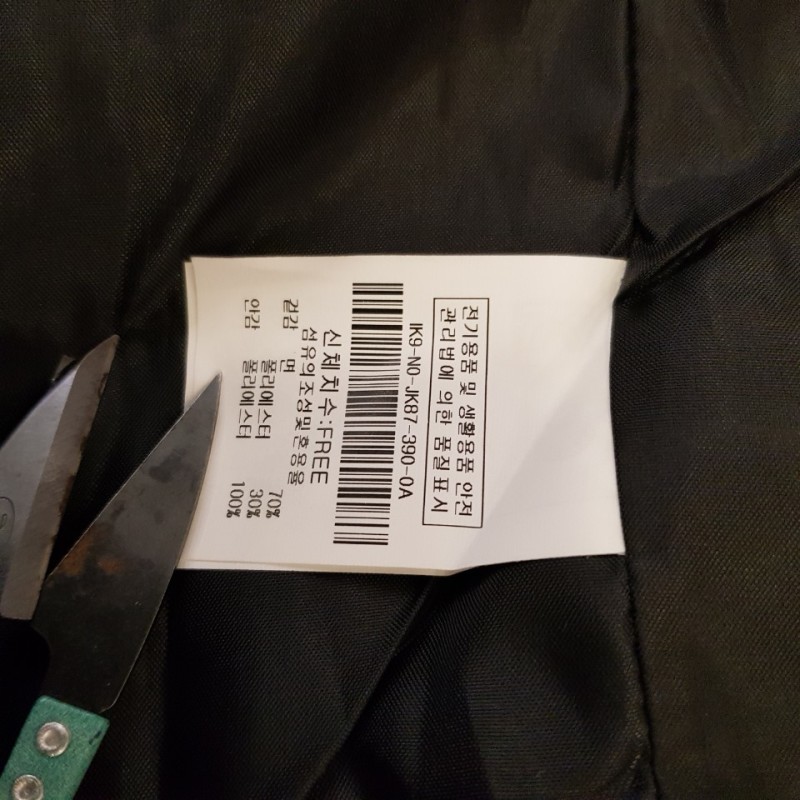 전기용품 및 생활용품 안전
관리법에 의한 품질 표시
IK9-N0-JK87-390-0A
신체치수:FREE
섬유의 조성및 혼용율
겉감 면 70%
폴리에스터 30%
안감 폴리에스터 100%